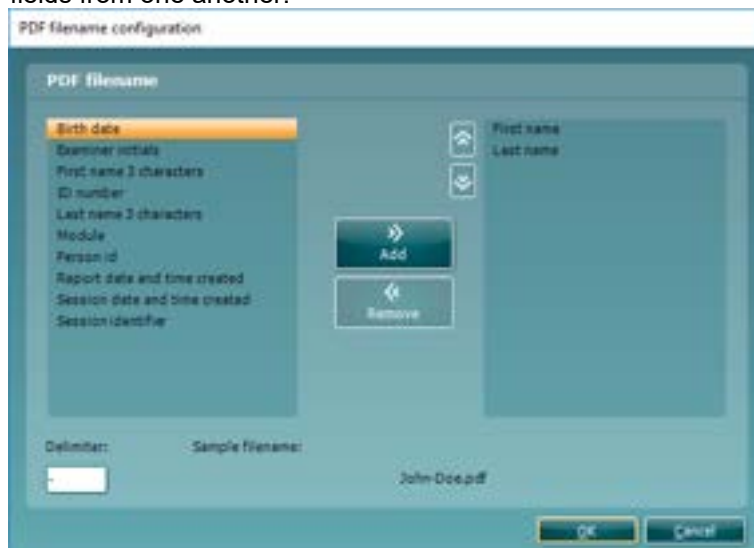 fields from one another.
PDF filename configuration
PDF filename
Birth date
Examiner initials
First name 3 characters
ID number
Last name 3 characters
Module
Person id
Report date and time created
Session date and time created
Session identifier
Add
Remove
First name
Last name
Delimiter:
Sample filename:
-
John-Doe.pdf
OK
Cancel